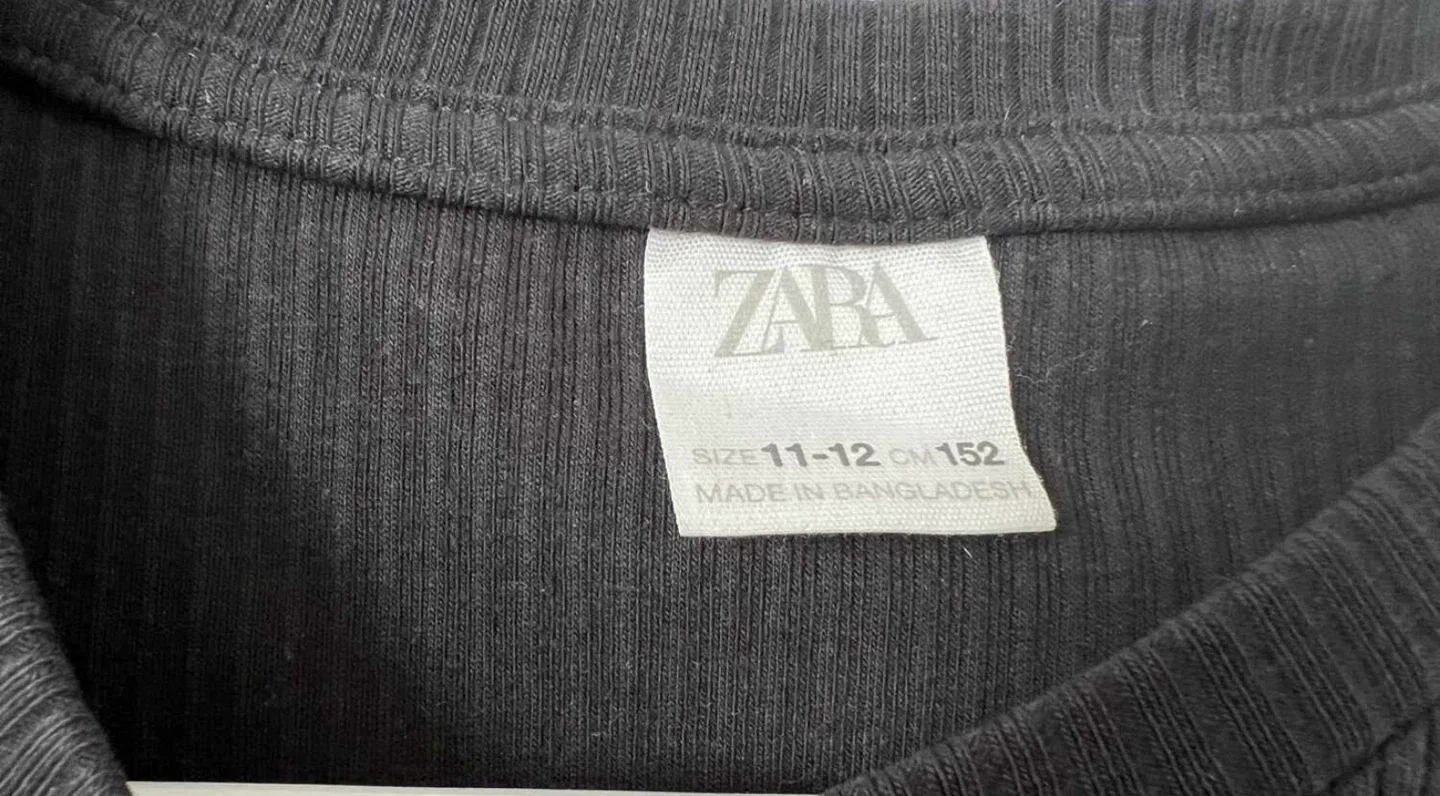 ZARA
SIZE 11-12 CM 152
MADE IN BANGLADESH